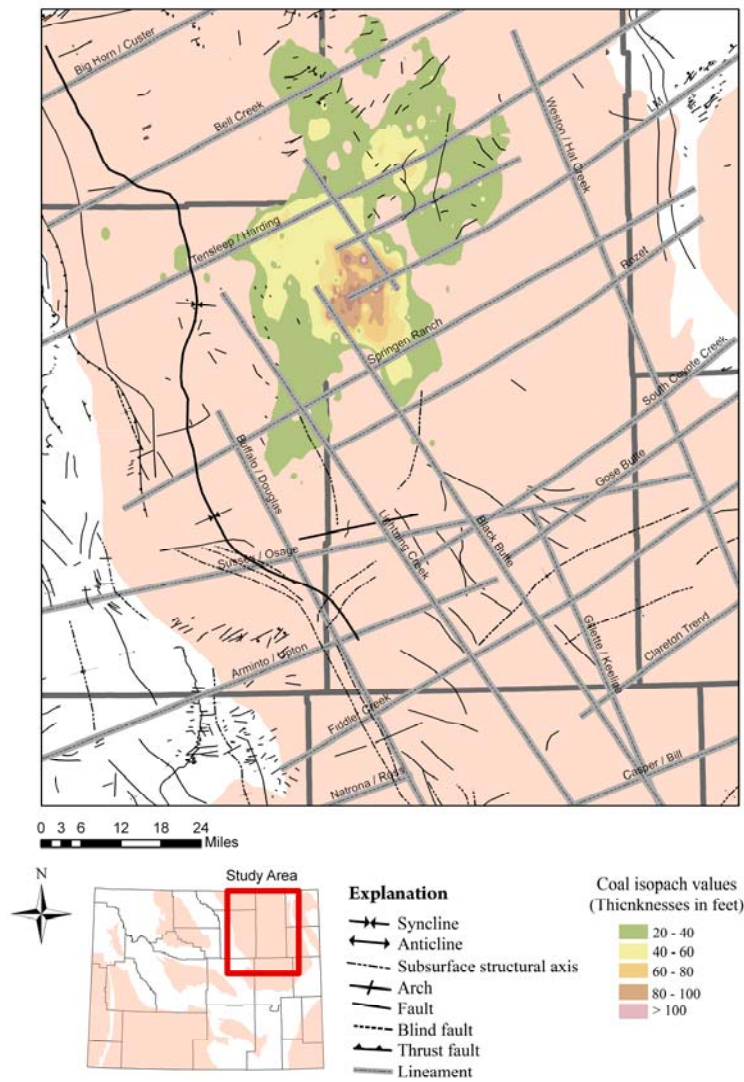 Big Horn / Custer
Bell Creek
Weston / Hat Creek
Tensleep / Harding
Rozet
Springen Ranch
South Coyote Creek
Gose Butte
Buffalo / Douglas
Lightning Creek
Black Butte
Sussex / Osage
Arminto / Upton
Gillette / Keeline
Clareton Trend
Fiddler Creek
Natrona / Ross
Casper / Bill
0 3 6 12 18 24
Miles
N
Study Area
Explanation
Syncline
Anticline
Subsurface structural axis
Arch
Fault
Blind fault
Thrust fault
Lineament
Coal isopach values
(Thicnknesses in feet)
20 - 40
40 - 60
60 - 80
80 - 100
> 100